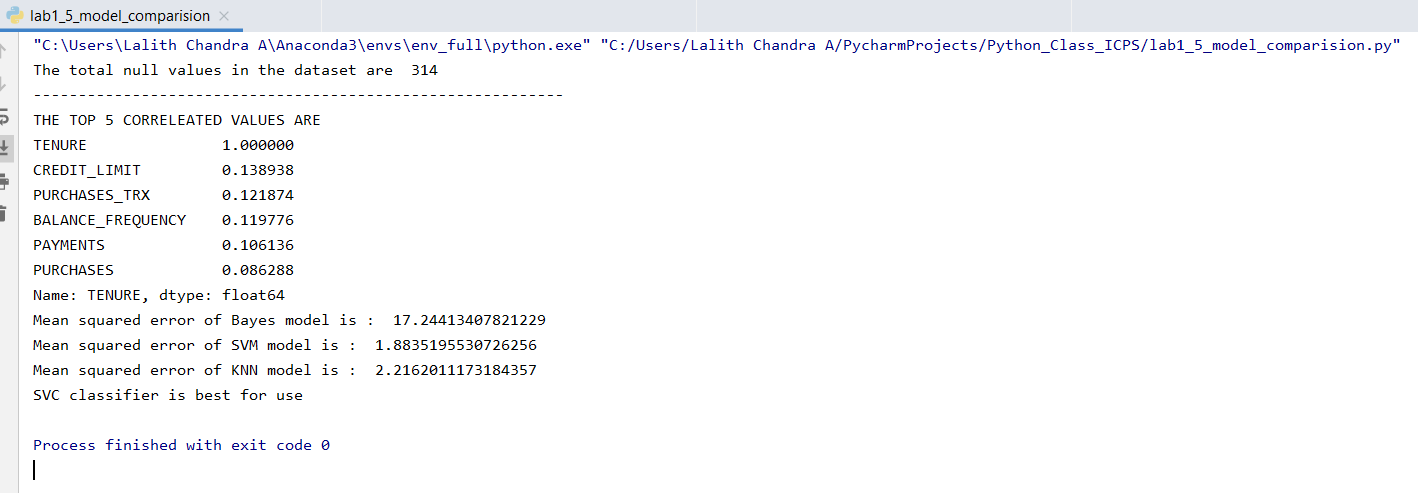 lab1_5_model_comparision
"C:\Users\Lalith Chandra A\Anaconda3\envs\env_full\python.exe" "C:/Users/Lalith Chandra A/PycharmProjects/Python_Class_ICPS/lab1_5_model_comparision.py"
The total null values in the dataset are  314
-----------------------------------------------------------
THE TOP 5 CORRELEATED VALUES ARE
TENURE               1.000000
CREDIT_LIMIT         0.138938
PURCHASES_TRX        0.121874
BALANCE_FREQUENCY    0.119776
PAYMENTS             0.106136
PURCHASES            0.086288
Name: TENURE, dtype: float64
Mean squared error of Bayes model is :  17.24413407821229
Mean squared error of SVM model is :  1.8835195530726256
Mean squared error of KNN model is :  2.2162011173184357
SVC classifier is best for use
Process finished with exit code 0